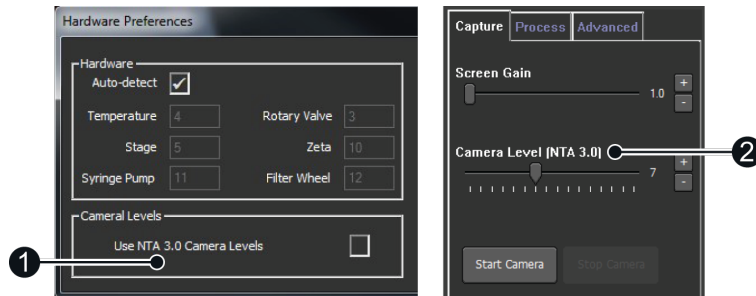 Hardware Preferences
Hardware
Auto-detect
Temperature 4 Rotary Valve 3
Stage 5 Zeta 10
Syringe Pump 11 Filter Wheel 12
Cameral Levels
Use NTA 3.0 Camera Levels
1
Capture Process Advanced
Screen Gain
1.0 + -
Camera Level (NTA 3.0)
2
7 + -
Start Camera Stop Camera